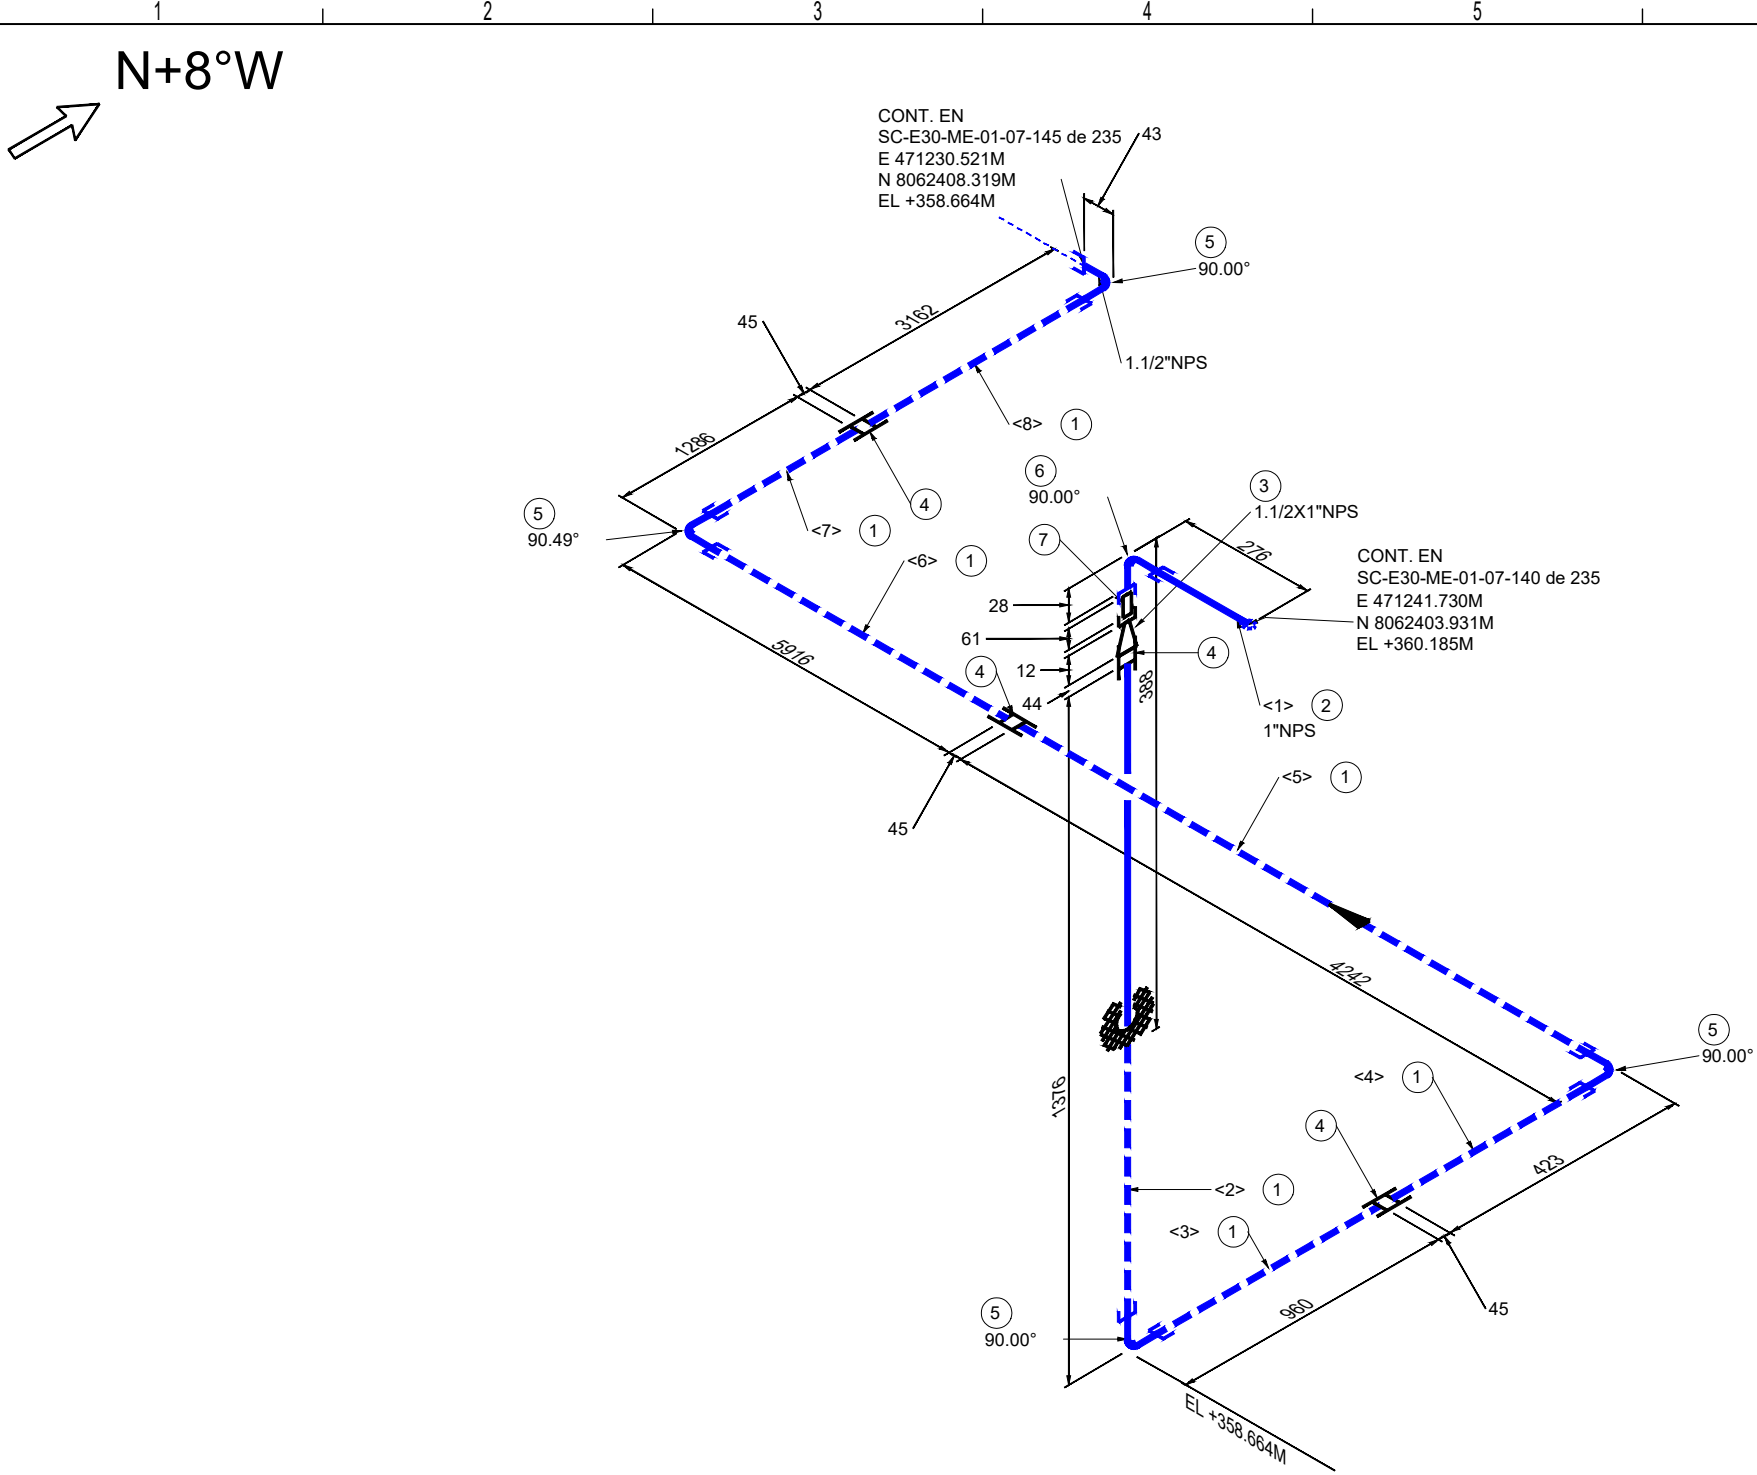 1 2 3 4 5
N+8°W
CONT. EN
SC-E30-ME-01-07-145 de 235
E 471230.521M
N 8062408.319M
EL +358.664M
43
5
90.00°
3162
45
1.1/2"NPS
1286
<8> 1
4
6
90.00°
3
1.1/2X1"NPS
5
90.49°
<7> 1
7
276
<6> 1
CONT. EN
SC-E30-ME-01-07-140 de 235
E 471241.730M
N 8062403.931M
EL +360.185M
28
61
12
44
4
4
388
5916
<1> 2
1"NPS
<5> 1
45
4242
5
90.00°
<4> 1
1376
4
423
<2> 1
<3> 1
960
45
5
90.00°
EL +358.664M